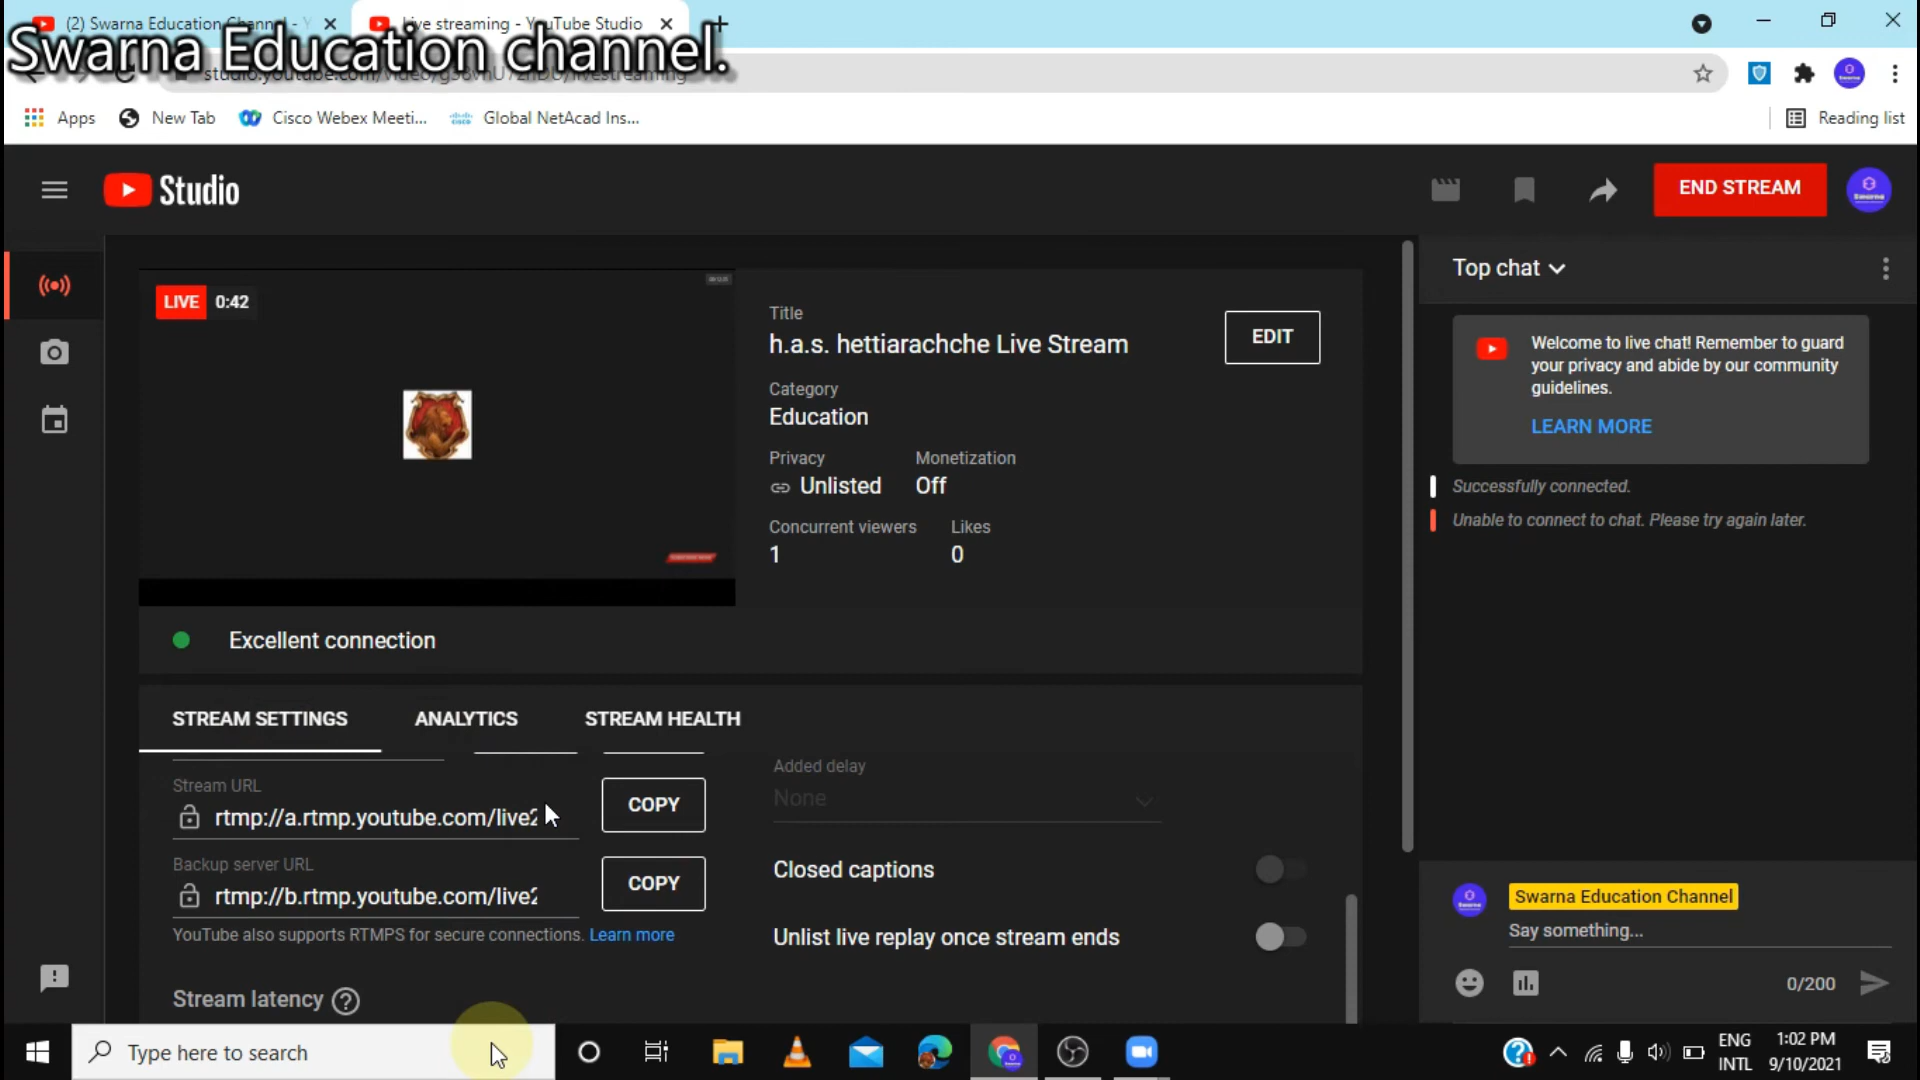 (2) Swarna Education Channel - Y
Live streaming - YouTube Studio
Swarna Education channel.
Apps
New Tab
Cisco Webex Meeti...
Global NetAcad Ins...
Reading list
Studio
END STREAM
LIVE 0:42
Title
h.a.s. hettiarachche Live Stream
EDIT
Category
Education
Privacy
Monetization
Unlisted
Off
Concurrent viewers
Likes
1
0
Excellent connection
STREAM SETTINGS
ANALYTICS
STREAM HEALTH
Stream URL
rtmp://a.rtmp.youtube.com/live2
COPY
Backup server URL
rtmp://b.rtmp.youtube.com/live2
COPY
YouTube also supports RTMPS for secure connections. Learn more
Stream latency
Added delay
None
Closed captions
Unlist live replay once stream ends
Top chat
Welcome to live chat! Remember to guard
your privacy and abide by our community
guidelines.
LEARN MORE
Successfully connected.
Unable to connect to chat. Please try again later.
Swarna Education Channel
Say something...
0/200
Type here to search
ENG
INTL
1:02 PM
9/10/2021